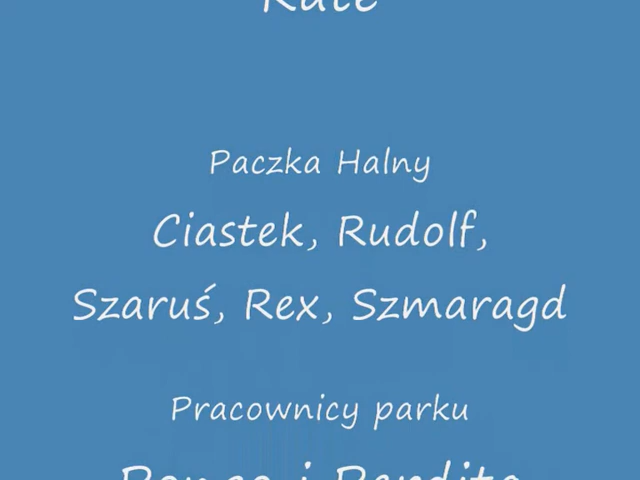 Paczka Halny
Ciastek, Rudolf,
Szaruś, Rex, Szmaragd
Pracownicy parku